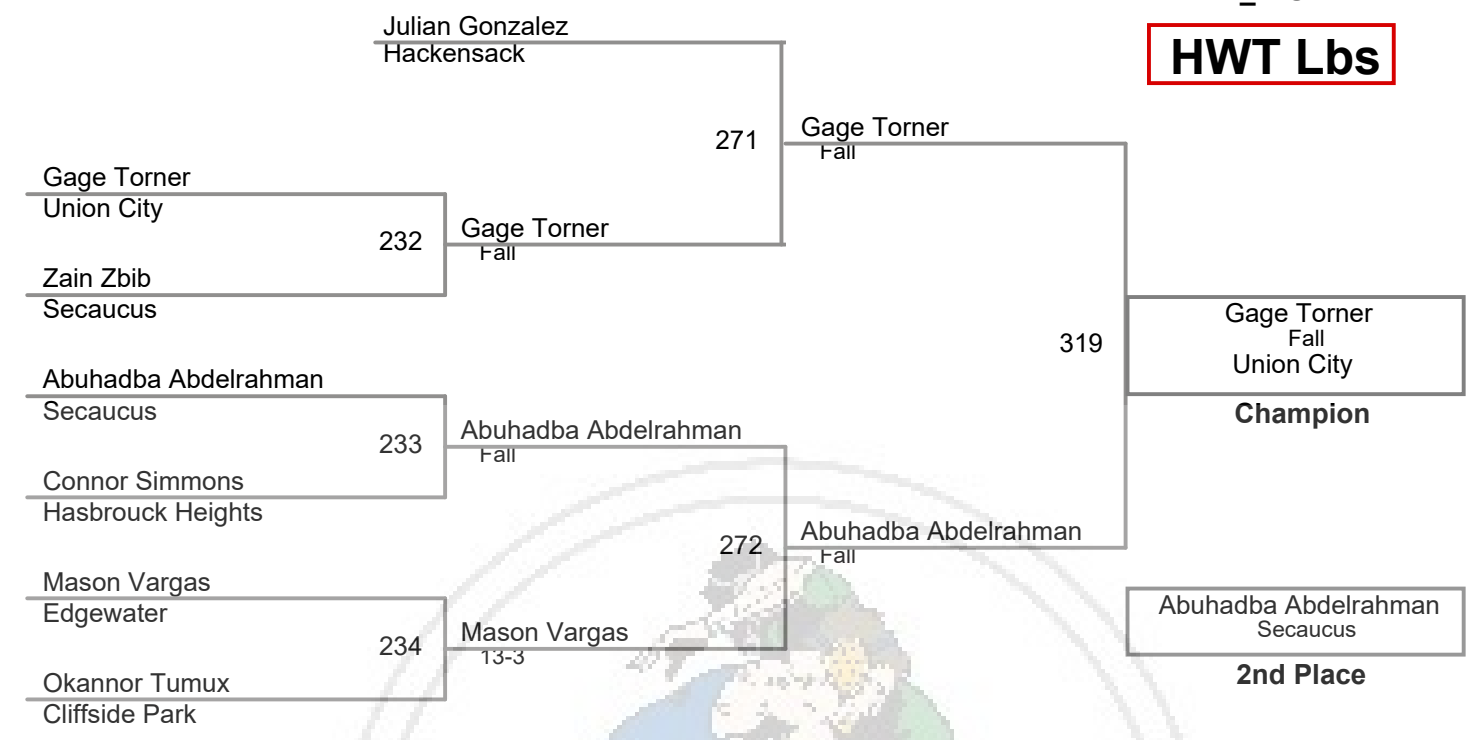 HWT Lbs
Julian Gonzalez
Hackensack
271
Gage Torner
Fall
Gage Torner
Union City
232
Gage Torner
Fall
Zain Zbib
Secaucus
319
Gage Torner
Fall
Union City
Champion
Abuhadba Abdelrahman
Secaucus
233
Abuhadba Abdelrahman
Fall
Connor Simmons
Hasbrouck Heights
272
Abuhadba Abdelrahman
Fall
Mason Vargas
Edgewater
234
Mason Vargas
13-3
Okannor Tumux
Cliffside Park
Abuhadba Abdelrahman
Secaucus
2nd Place